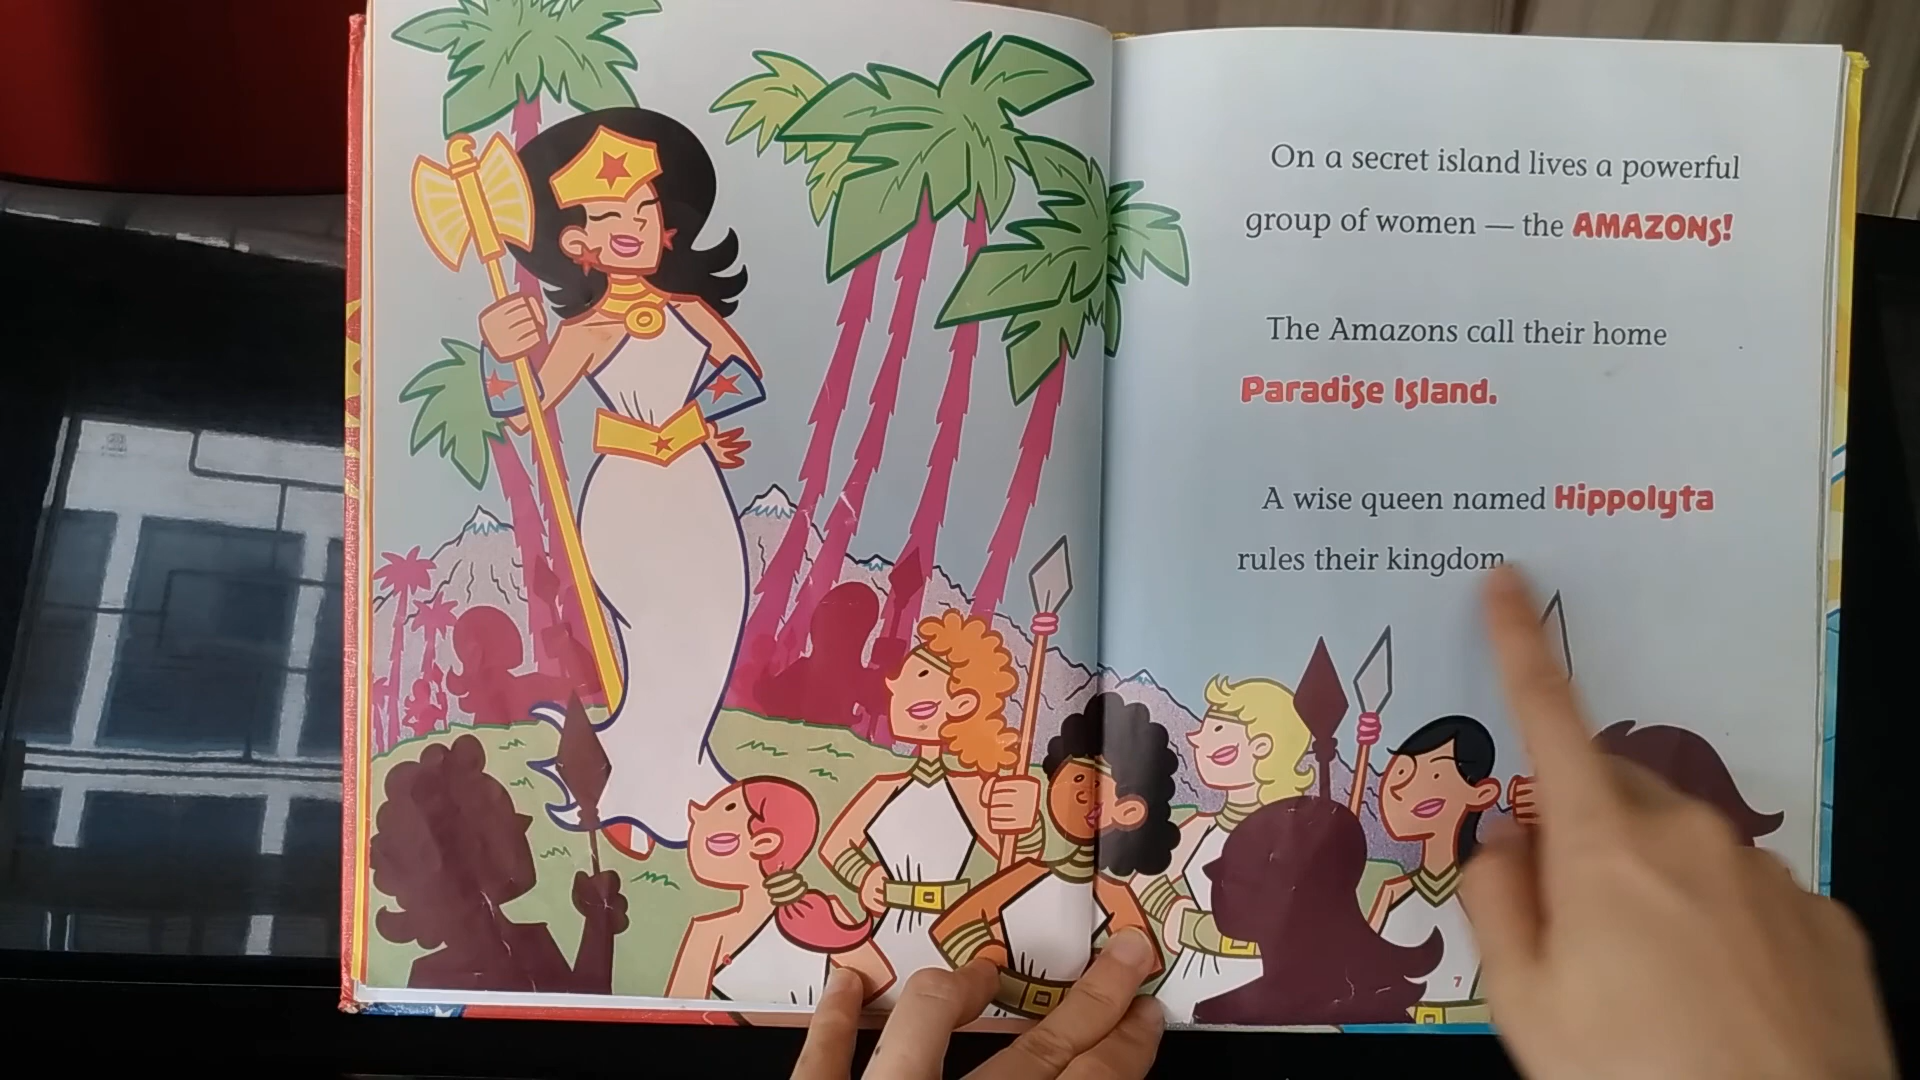 On a secret island lives a powerful
group of women — the AMAZONS!
The Amazons call their home
Paradise Island.
A wise queen named Hippolyta
rules their kingdom.
7